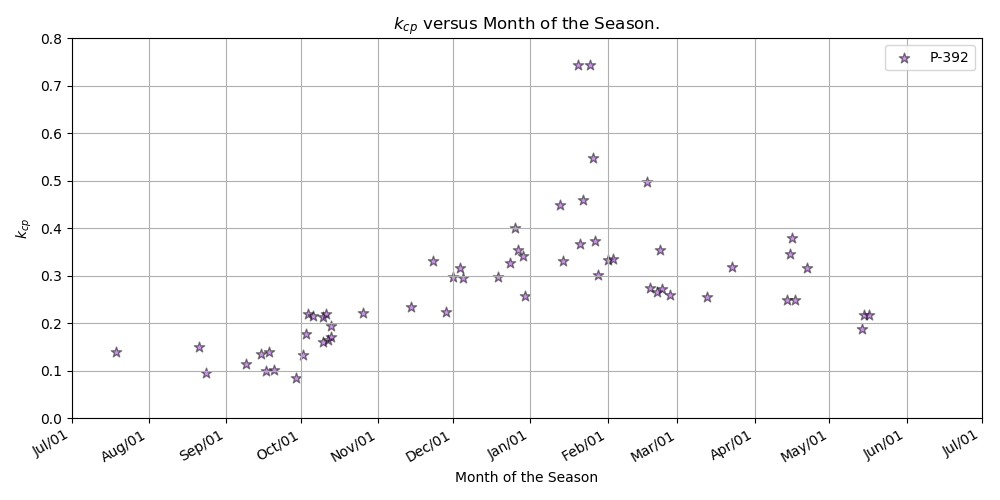 k_cp versus Month of the Season.
P-392
0.8
0.7
0.6
0.5
0.4
0.3
0.2
0.1
0.0
k_cp
Jul/01 Aug/01 Sep/01 Oct/01 Nov/01 Dec/01 Jan/01 Feb/01 Mar/01 Apr/01 May/01 Jun/01 Jul/01
Month of the Season